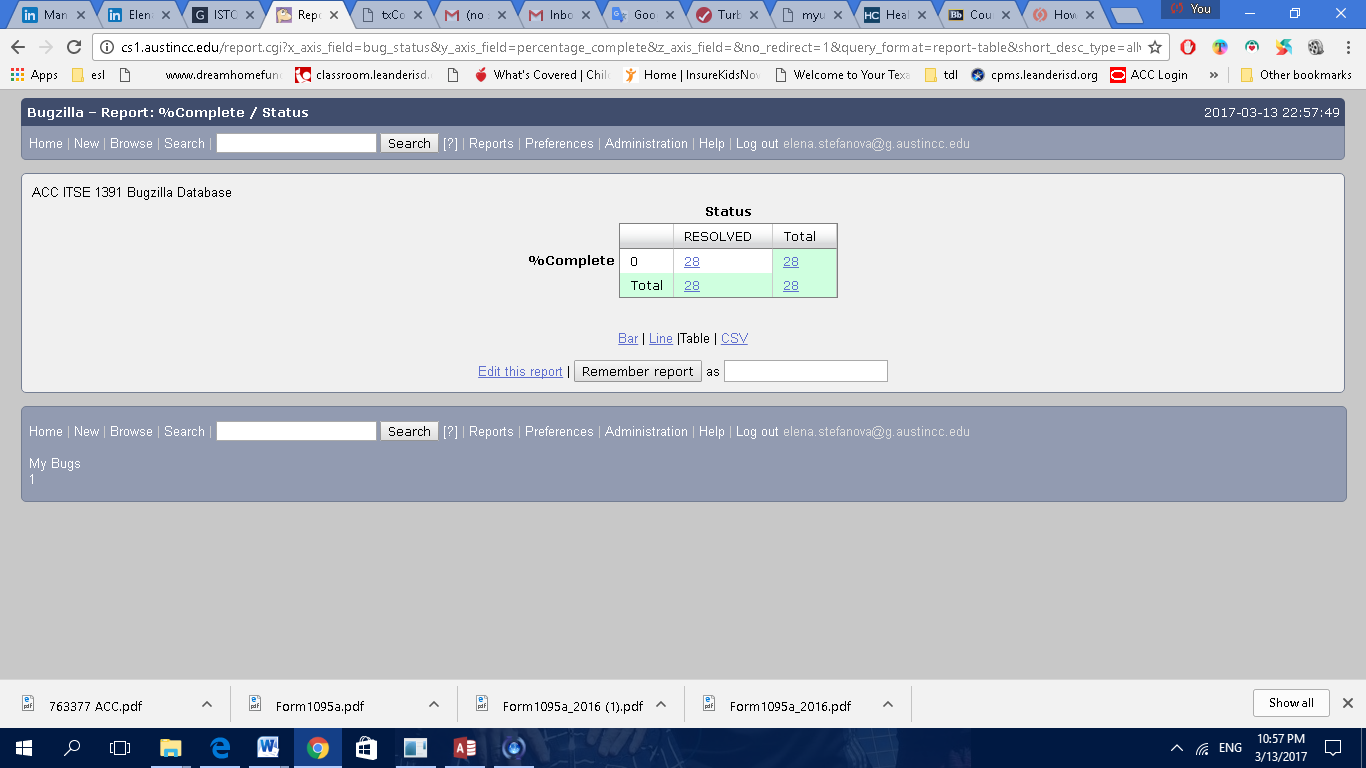 Man
Elen
ISTC
Repo
txCo
(no
Inbo
Goo
Turb
myu
Heal
Cou
Hov
You
cs1.austincc.edu/report.cgi?x_axis_field=bug_status&y_axis_field=percentage_complete&z_axis_field=&no_redirect=1&query_format=report-table&short_desc_type=all
Apps esl www.dreamhomefun classroom.leanderisd. What's Covered | Chil Home | InsureKidsNo Welcome to Your Texa tdl cpms.leanderisd.org ACC Login » Other bookmarks
Bugzilla – Report: %Complete / Status 2017-03-13 22:57:49
Home | New | Browse | Search | Search [?] | Reports | Preferences | Administration | Help | Log out elena.stefanova@g.austincc.edu
ACC ITSE 1391 Bugzilla Database
Status
RESOLVED Total
%Complete 0 28 28
Total 28 28
Bar | Line |Table | CSV
Edit this report | Remember report as
Home | New | Browse | Search | Search [?] | Reports | Preferences | Administration | Help | Log out elena.stefanova@g.austincc.edu
My Bugs
1
763377 ACC.pdf Form1095a.pdf Form1095a_2016 (1).pdf Form1095a_2016.pdf Show all
ENG 10:57 PM
3/13/2017